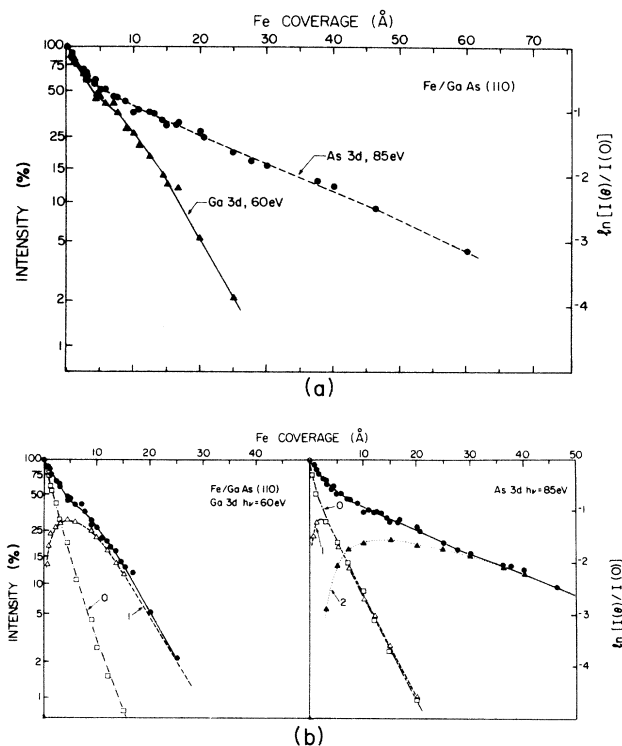 Fe COVERAGE (Å)
0 10 20 30 40 50 60 70
100
75
50
25
15
10
5
2
1
INTENSITY (%)
-1
-2
-3
-4
ln[I(θ)/I(O)]
Fe/GaAs(110)
As 3d, 85eV
Ga 3d, 60eV
(a)
Fe COVERAGE (Å)
0 10 20 30 40 0 10 20 30 40 50
100
75
50
25
15
10
5
2
1
INTENSITY (%)
Fe/GaAs(110)
Ga 3d hν=60eV
0
1
As 3d hν=85eV
0
1
2
-1
-2
-3
-4
ln[I(θ)/I(O)]
(b)